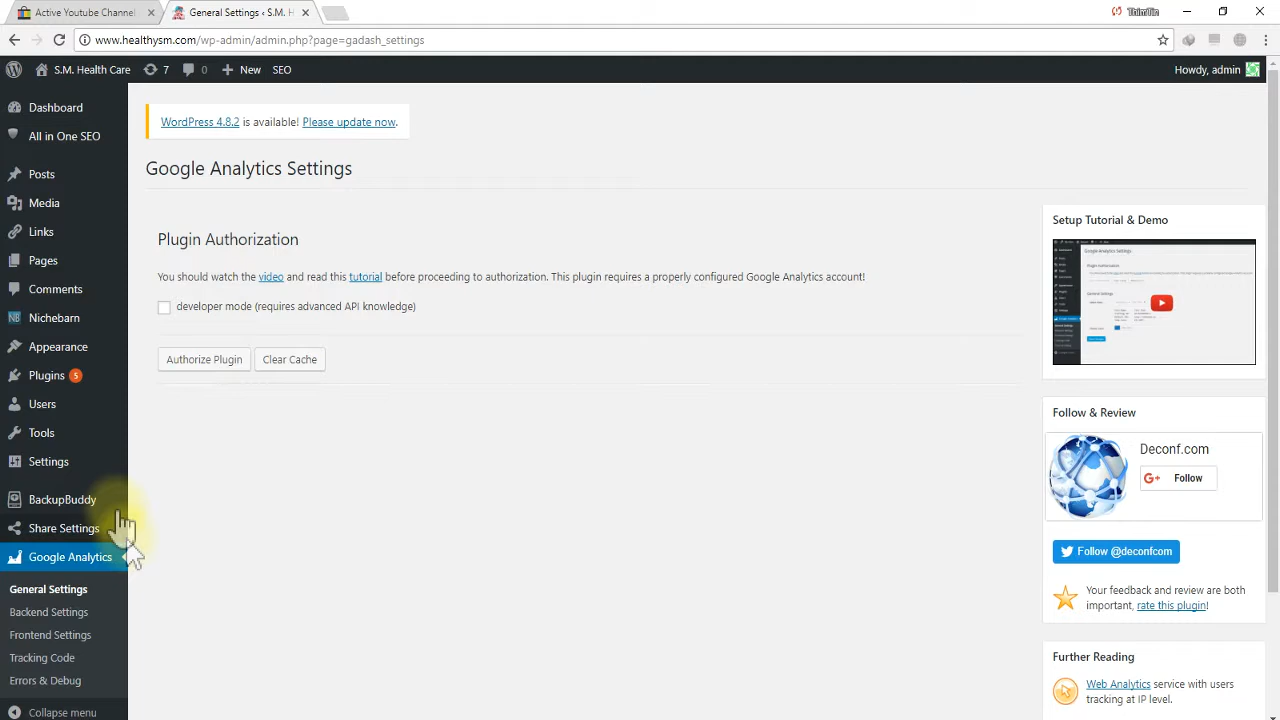 Active Youtube Channel
General Settings ‹ S.M. H
ThimTin
www.healthysm.com/wp-admin/admin.php?page=gadash_settings
S.M. Health Care
7
0
New
SEO
Howdy, admin
Dashboard
All in One SEO
Posts
Media
Links
Pages
Comments
Nichebarn
Appearance
Plugins 5
Users
Tools
Settings
BackupBuddy
Share Settings
Google Analytics
General Settings
Backend Settings
Frontend Settings
Tracking Code
Errors & Debug
Collapse menu
WordPress 4.8.2 is available! Please update now.
Google Analytics Settings
Plugin Authorization
You should watch the video and read this tutorial before proceeding to authorization. This plugin requires a properly configured Google Analytics account!
developer mode (requires advanced API knowledge)
Authorize Plugin
Clear Cache
Setup Tutorial & Demo
Follow & Review
Deconf.com
G+ Follow
Follow @deconfcom
Your feedback and review are both
important, rate this plugin!
Further Reading
Web Analytics service with users
tracking at IP level.